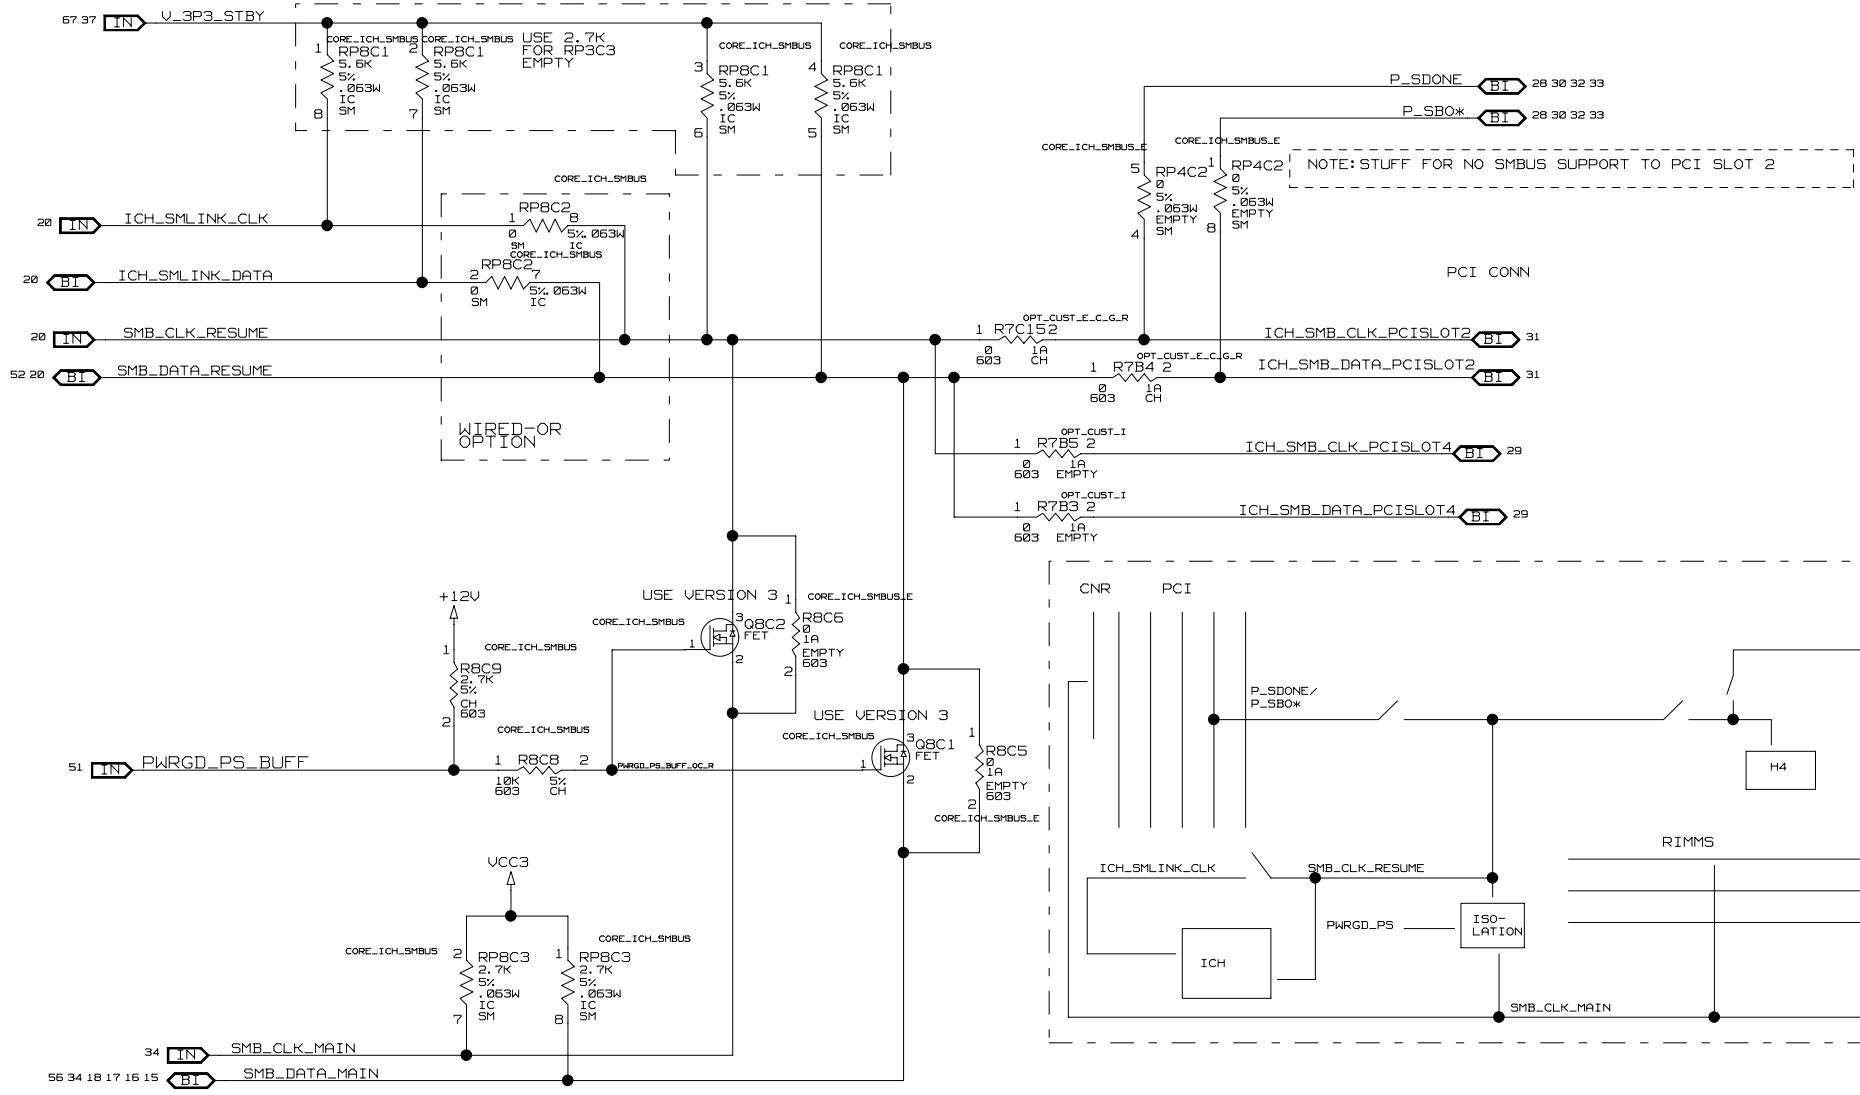 67 37 IN V_3P3_STBY
CORE_ICH_SMBUS
1 RP8C1
5.6K
5%
.063W
IC
SM
8
CORE_ICH_SMBUS
2 RP8C1
5.6K
5%
.063W
IC
SM
7
USE 2.7K
FOR RP3C3
EMPTY
CORE_ICH_SMBUS
3 RP8C1
5.6K
5%
.063W
IC
SM
6
CORE_ICH_SMBUS
4 RP8C1
5.6K
5%
.063W
IC
SM
5
P_SDONE BI 28 30 32 33
P_SBO* BI 28 30 32 33
CORE_ICH_SMBUS_E
5 RP4C2
0
5%
.063W
EMPTY
SM
4
CORE_ICH_SMBUS_E
1 RP4C2
0
5%
.063W
EMPTY
SM
8
NOTE: STUFF FOR NO SMBUS SUPPORT TO PCI SLOT 2
20 IN ICH_SMLINK_CLK
CORE_ICH_SMBUS
RP8C2
1 8
0 5% .063W
SM IC
20 BI ICH_SMLINK_DATA
CORE_ICH_SMBUS
RP8C2
2 7
0 5% .063W
SM IC
PCI CONN
20 IN SMB_CLK_RESUME
OPT_CUST_E_C_G_R
1 R7C15 2
0 1A
603 CH
ICH_SMB_CLK_PCISLOT2 BI 31
52 20 BI SMB_DATA_RESUME
OPT_CUST_E_C_G_R
1 R7B4 2
0 1A
603 CH
ICH_SMB_DATA_PCISLOT2 BI 31
WIRED-OR
OPTION
OPT_CUST_I
1 R7B5 2
0 1A
603 EMPTY
ICH_SMB_CLK_PCISLOT4 BI 29
OPT_CUST_I
1 R7B3 2
0 1A
603 EMPTY
ICH_SMB_DATA_PCISLOT4 BI 29
+12V
CORE_ICH_SMBUS
1
R8C9
2.7K
5%
CH
603
2
USE VERSION 3
CORE_ICH_SMBUS
3
Q8C2
FET
1
2
CORE_ICH_SMBUS_E
1
R8C6
0
1A
EMPTY
603
2
USE VERSION 3
CORE_ICH_SMBUS
3
Q8C1
FET
1
2
1
R8C5
0
1A
EMPTY
603
2
CORE_ICH_SMBUS_E
51 IN PWRGD_PS_BUFF
CORE_ICH_SMBUS
1 R8C8 2
10K 5%
603 CH
PWRGD_PS_BUFF_OC_R
VCC3
CORE_ICH_SMBUS
2 RP8C3
2.7K
5%
.063W
IC
SM
7
CORE_ICH_SMBUS
1 RP8C3
2.7K
5%
.063W
IC
SM
8
34 IN SMB_CLK_MAIN
56 34 18 17 16 15 BI SMB_DATA_MAIN
CNR PCI
P_SDONE/
P_SBO*
H4
RIMMS
ICH_SMLINK_CLK
SMB_CLK_RESUME
PWRGD_PS
ISO-
LATION
ICH
SMB_CLK_MAIN